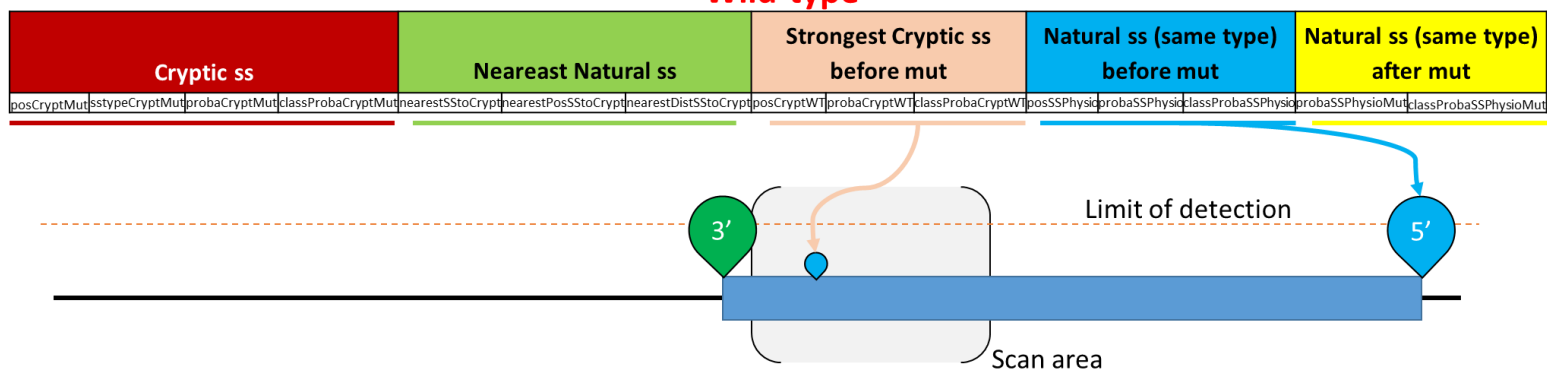 Wild type
Cryptic ss
Neareast Natural ss
Strongest Cryptic ss
before mut
Natural ss (same type)
before mut
Natural ss (same type)
after mut
posCryptMut sstypeCryptMut probaCryptMut classProbaCryptMut nearestSStoCrypt nearestPosSStoCrypt nearestDistSStoCrypt posCryptWT probaCryptWT classProbaCryptWT posSSPhysio probaSSPhysio classProbaSSPhysio probaSSPhysioMut classProbaSSPhysioMut
Limit of detection
3’
5’
Scan area